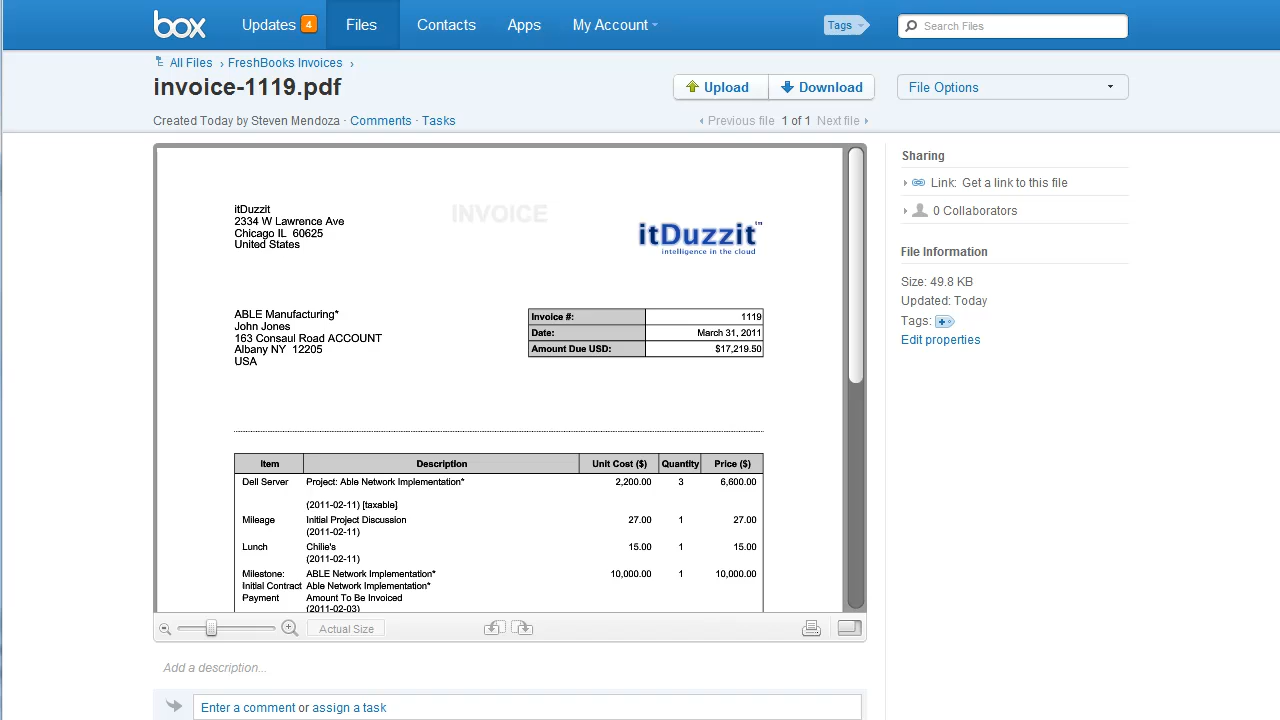 box Updates 4 Files Contacts Apps My Account Tags Search Files
All Files › FreshBooks Invoices ›
invoice-1119.pdf
Upload Download File Options
Created Today by Steven Mendoza · Comments · Tasks
Previous file 1 of 1 Next file
itDuzzit
2334 W Lawrence Ave
Chicago IL 60625
United States
INVOICE
itDuzzit™
intelligence in the cloud
ABLE Manufacturing*
John Jones
163 Consaul Road ACCOUNT
Albany NY 12205
USA
Invoice #: 1119
Date: March 31, 2011
Amount Due USD: $17,219.50
Item Description Unit Cost ($) Quantity Price ($)
Dell Server Project: Able Network Implementation* 2,200.00 3 6,600.00
(2011-02-11) [taxable]
Mileage Initial Project Discussion 27.00 1 27.00
(2011-02-11)
Lunch Chilie's 15.00 1 15.00
(2011-02-11)
Milestone: ABLE Network Implementation* 10,000.00 1 10,000.00
Initial Contract Able Network Implementation*
Payment Amount To Be Invoiced
(2011-02-03)
Actual Size
Add a description...
Enter a comment or assign a task
Sharing
Link: Get a link to this file
0 Collaborators
File Information
Size: 49.8 KB
Updated: Today
Tags:
Edit properties